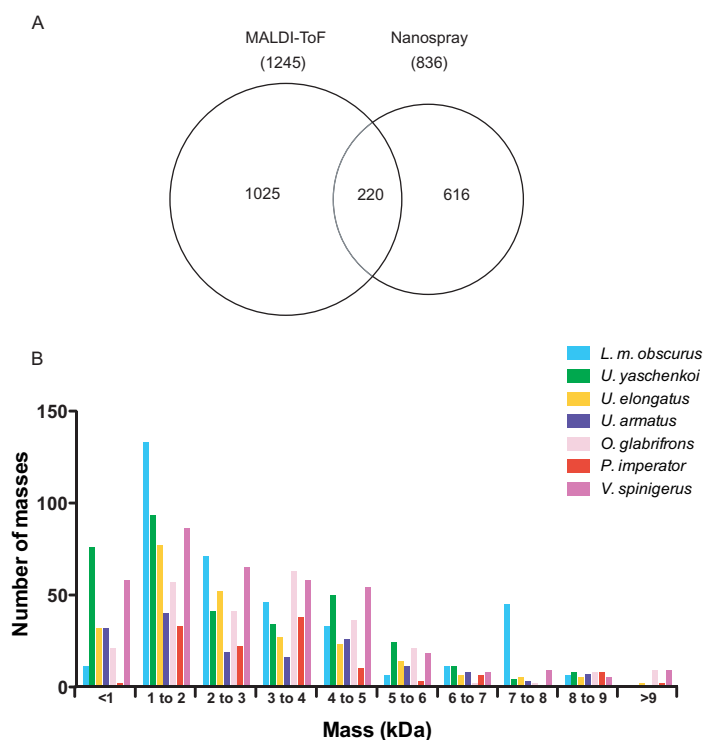 A
MALDI-ToF
(1245)
Nanospray
(836)
1025
220
616
B
L. m. obscurus
U. yaschenkoi
U. elongatus
U. armatus
O. glabrifrons
P. imperator
V. spinigerus
Number of masses
150
100
50
0
<1
1 to 2
2 to 3
3 to 4
4 to 5
5 to 6
6 to 7
7 to 8
8 to 9
>9
Mass (kDa)